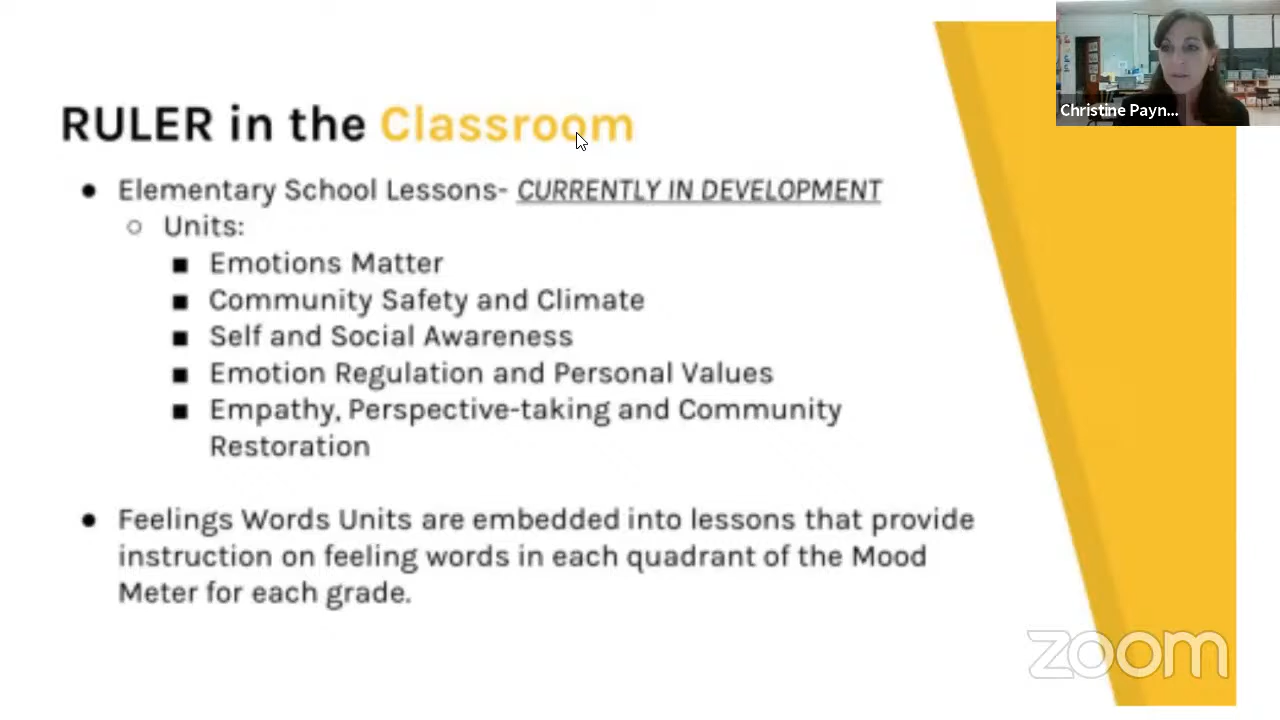 RULER in the Classroom
● Elementary School Lessons- CURRENTLY IN DEVELOPMENT
○ Units:
■ Emotions Matter
■ Community Safety and Climate
■ Self and Social Awareness
■ Emotion Regulation and Personal Values
■ Empathy, Perspective-taking and Community
Restoration
● Feelings Words Units are embedded into lessons that provide
instruction on feeling words in each quadrant of the Mood
Meter for each grade.
Christine Payn...
zoom